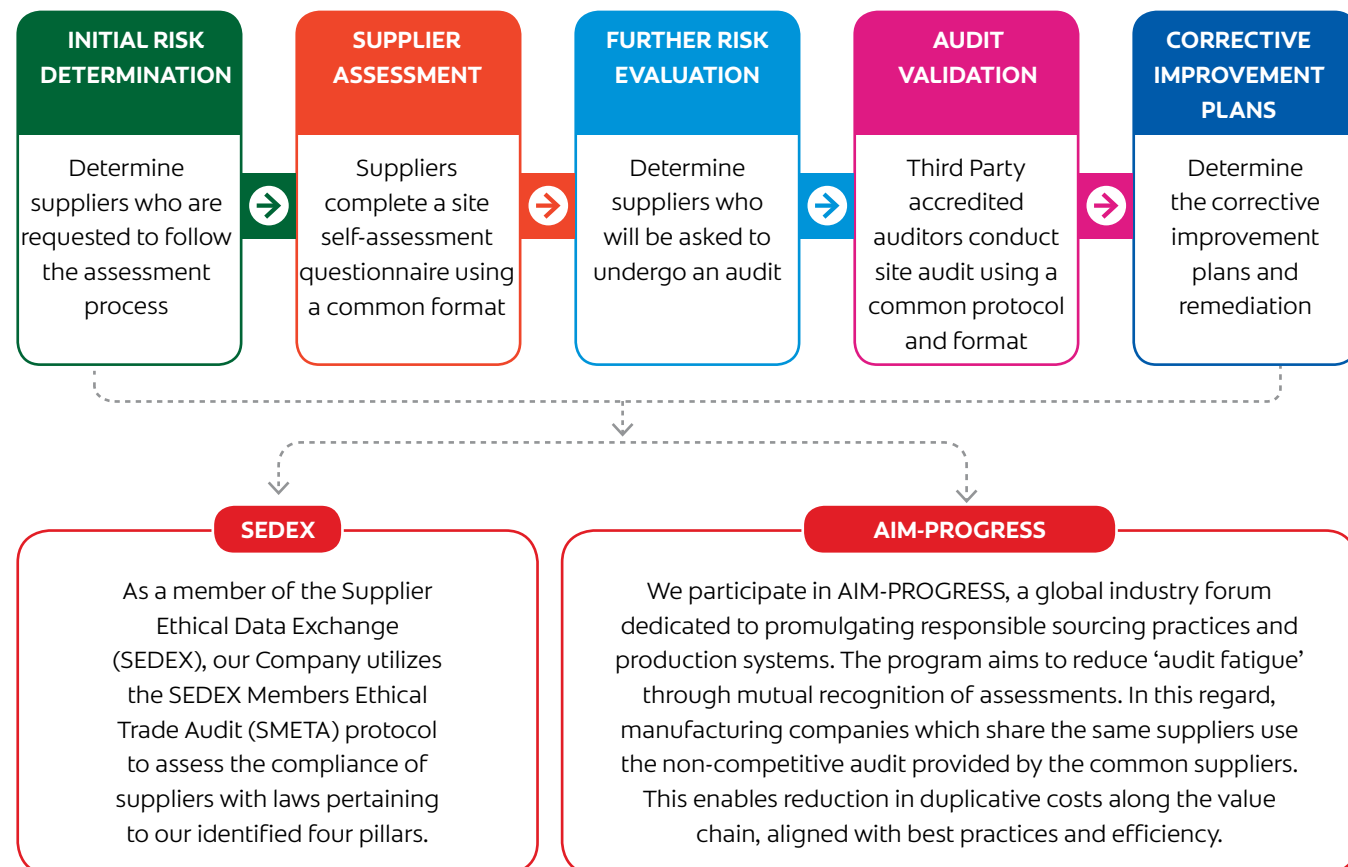 INITIAL RISK
DETERMINATION
Determine
suppliers who are
requested to follow
the assessment
process
SUPPLIER
ASSESSMENT
Suppliers
complete a site
self-assessment
questionnaire using
a common format
FURTHER RISK
EVALUATION
Determine
suppliers who
will be asked to
undergo an audit
AUDIT
VALIDATION
Third Party
accredited
auditors conduct
site audit using a
common protocol
and format
CORRECTIVE
IMPROVEMENT
PLANS
Determine
the corrective
improvement
plans and
remediation
SEDEX
As a member of the Supplier
Ethical Data Exchange
(SEDEX), our Company utilizes
the SEDEX Members Ethical
Trade Audit (SMETA) protocol
to assess the compliance of
suppliers with laws pertaining
to our identified four pillars.
AIM-PROGRESS
We participate in AIM-PROGRESS, a global industry forum
dedicated to promulgating responsible sourcing practices and
production systems. The program aims to reduce ‘audit fatigue’
through mutual recognition of assessments. In this regard,
manufacturing companies which share the same suppliers use
the non-competitive audit provided by the common suppliers.
This enables reduction in duplicative costs along the value
chain, aligned with best practices and efficiency.